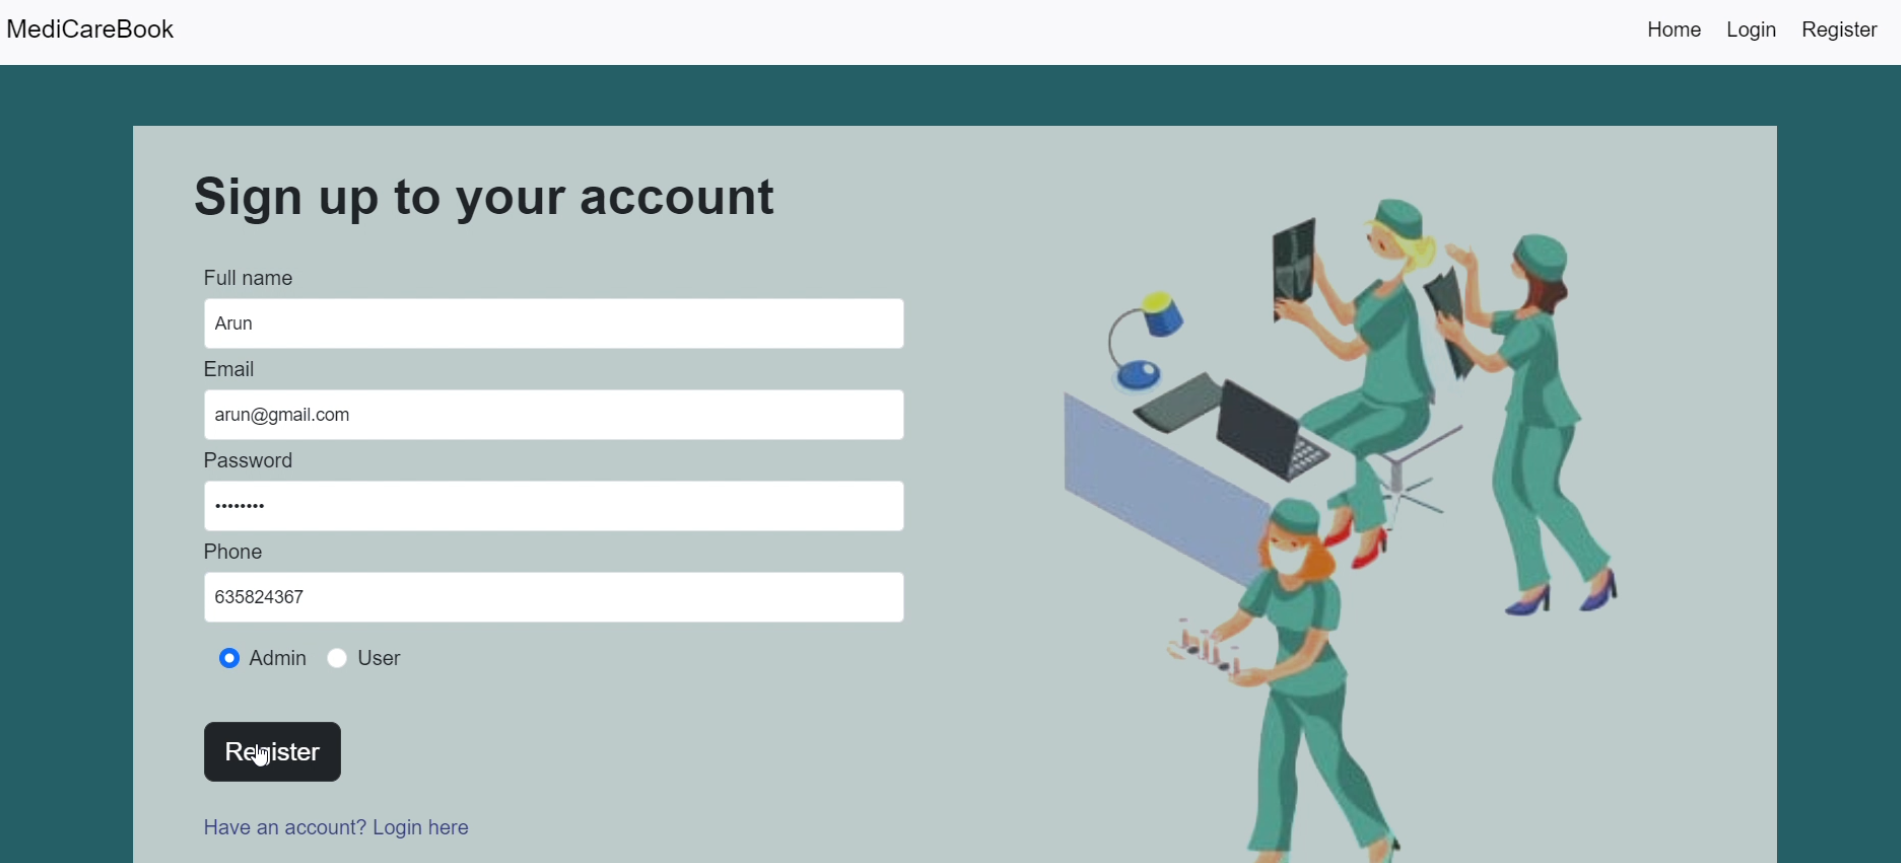 MediCareBook
Home Login Register
Sign up to your account
Full name
Arun
Email
arun@gmail.com
Password
••••••••
Phone
635824367
Admin User
Register
Have an account? Login here